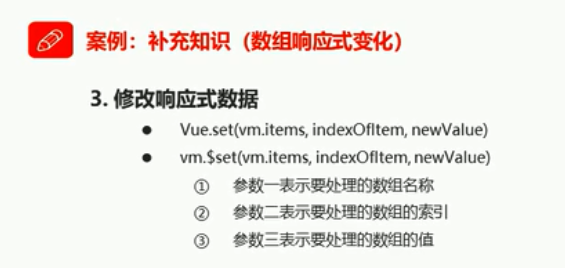 案例：补充知识（数组响应式变化）
3. 修改响应式数据
● Vue.set(vm.items, indexOfItem, newValue)
● vm.$set(vm.items, indexOfItem, newValue)
① 参数一表示要处理的数组名称
② 参数二表示要处理的数组的索引
③ 参数三表示要处理的数组的值